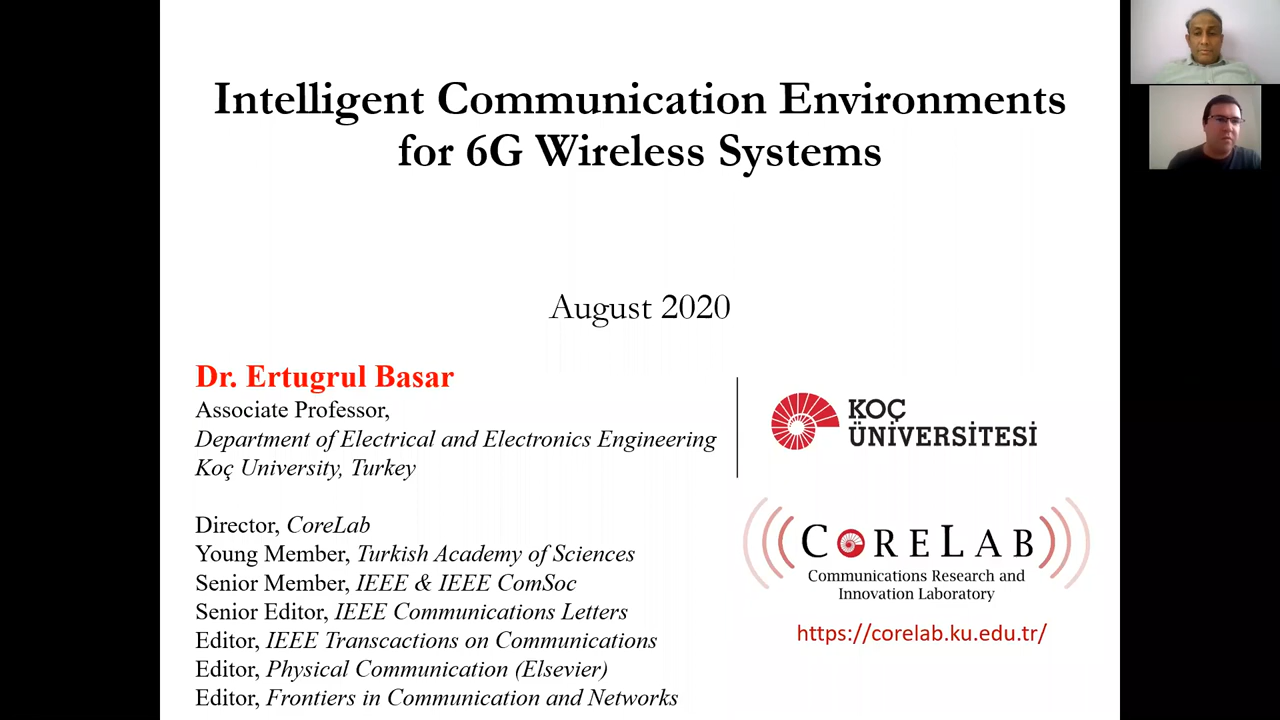 Intelligent Communication Environments
for 6G Wireless Systems
August 2020
Dr. Ertugrul Basar
Associate Professor,
Department of Electrical and Electronics Engineering
Koç University, Turkey
KOÇ
ÜNİVERSİTESİ
Director, CoreLab
Young Member, Turkish Academy of Sciences
Senior Member, IEEE & IEEE ComSoc
Senior Editor, IEEE Communications Letters
Editor, IEEE Transcactions on Communications
Editor, Physical Communication (Elsevier)
Editor, Frontiers in Communication and Networks
CORELAB
Communications Research and
Innovation Laboratory
https://corelab.ku.edu.tr/